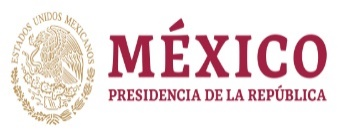 ESTADOS UNIDOS MEXICANOS
MÉXICO
PRESIDENCIA DE LA REPÚBLICA